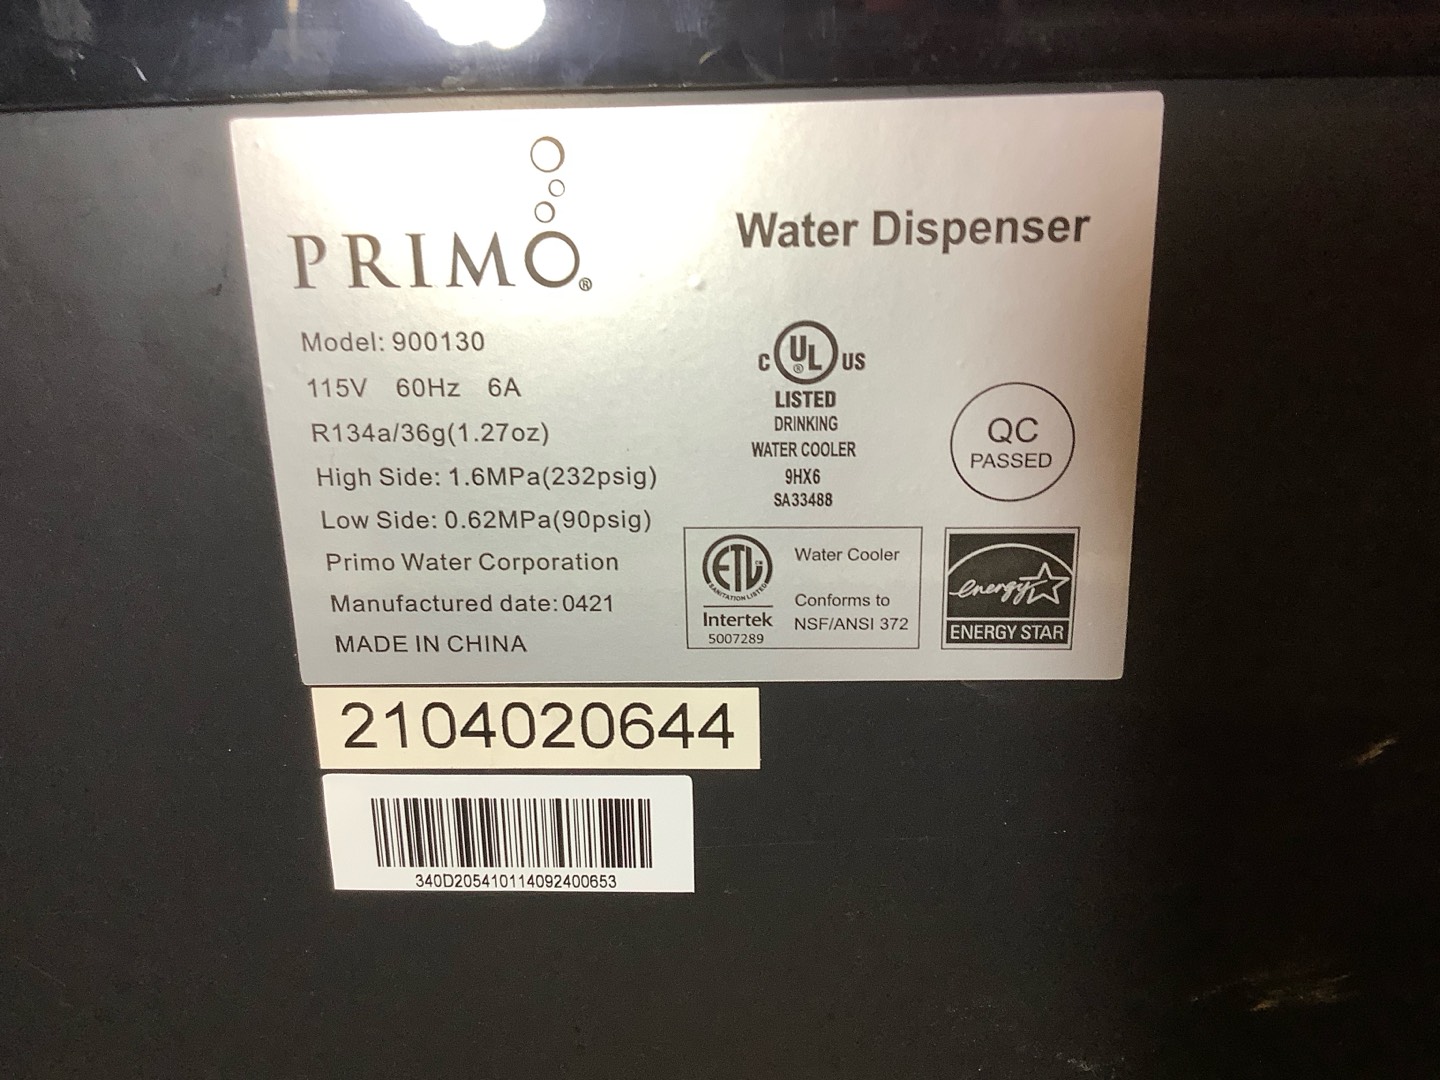 PRIMO®
Water Dispenser
Model: 900130
115V 60Hz 6A
R134a/36g(1.27oz)
High Side: 1.6MPa(232psig)
Low Side: 0.62MPa(90psig)
Primo Water Corporation
Manufactured date:0421
MADE IN CHINA
C UL® US
LISTED
DRINKING
WATER COOLER
9HX6
SA33488
QC
PASSED
ETL
SANITATION LISTED
Intertek
5007289
Water Cooler
Conforms to
NSF/ANSI 372
energy
ENERGY STAR
2104020644
340D205410114092400653